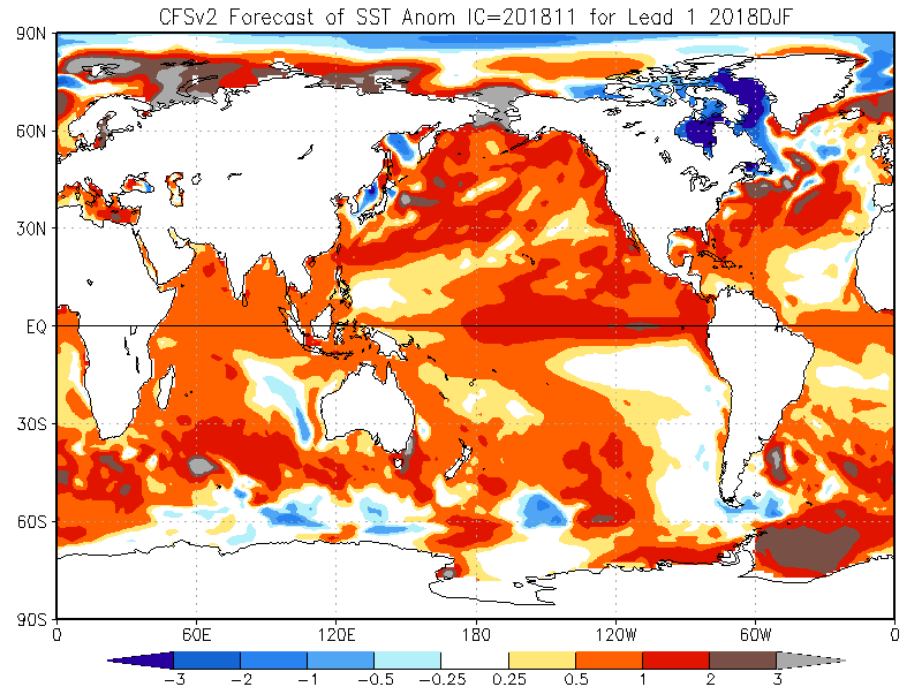 CFSv2 Forecast of SST Anom IC=201811 for Lead 1 2018DJF
90N
60N
30N
EQ
30S
60S
90S
0 60E 120E 180 120W 60W 0
-3 -2 -1 -0.5 -0.25 0.25 0.5 1 2 3